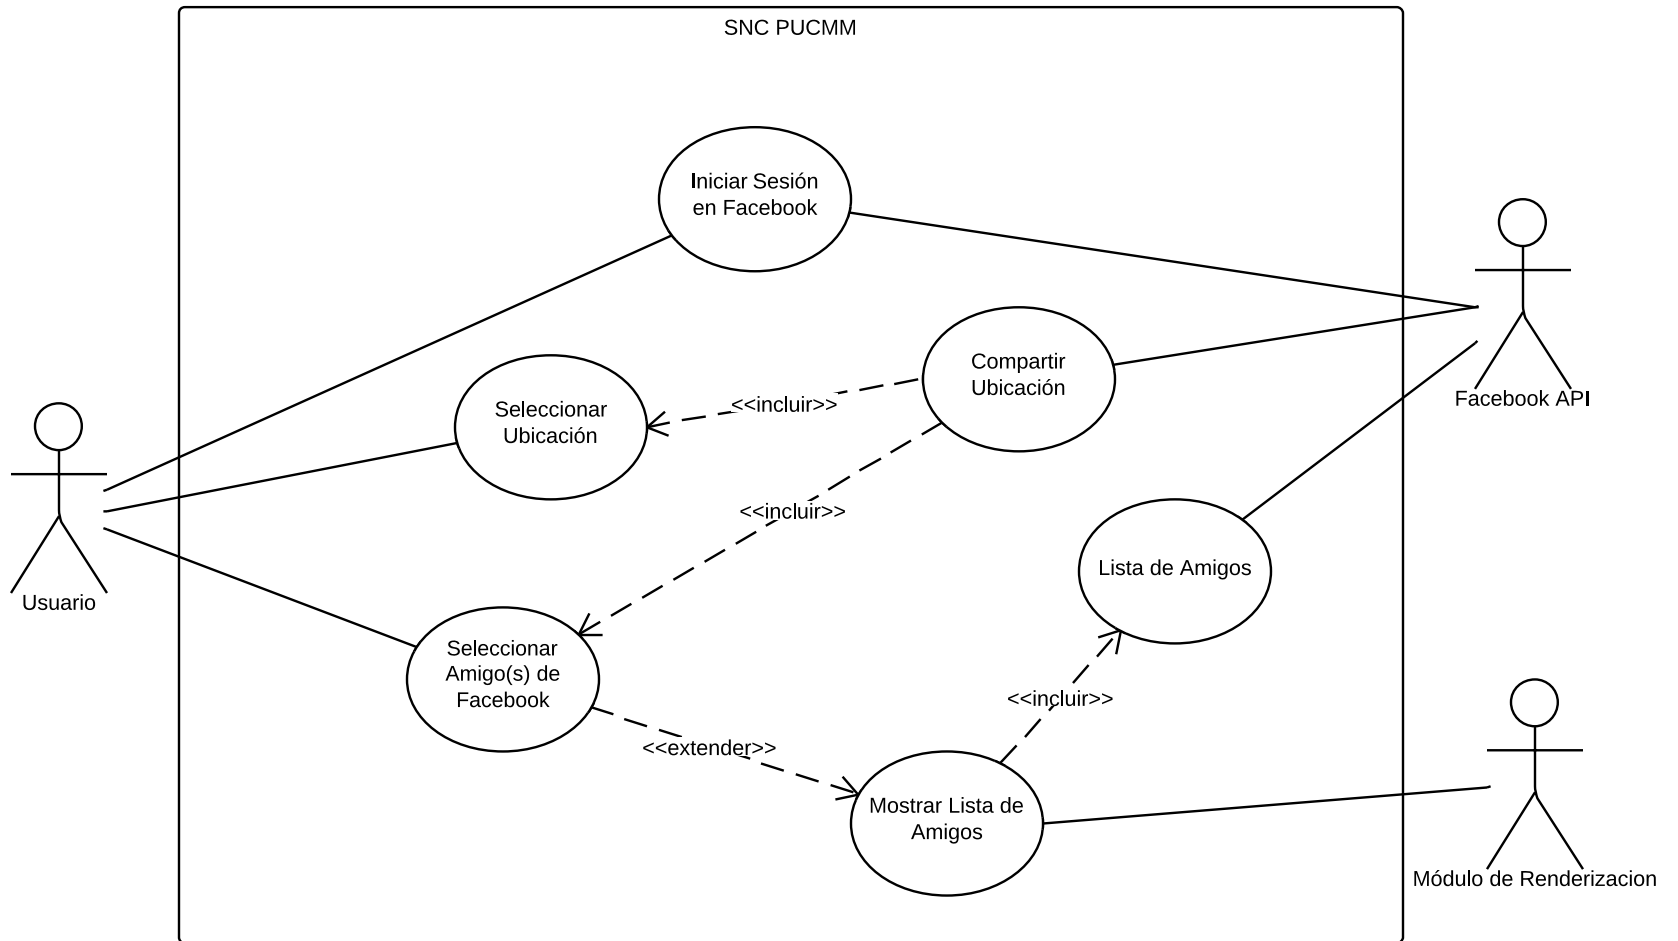 SNC PUCMM
Iniciar Sesión
en Facebook
Compartir
Ubicación
Facebook API
<<incluir>>
Seleccionar
Ubicación
<<incluir>>
Lista de Amigos
Usuario
Seleccionar
Amigo(s) de
Facebook
<<incluir>>
<<extender>>
Mostrar Lista de
Amigos
Módulo de Renderizacion